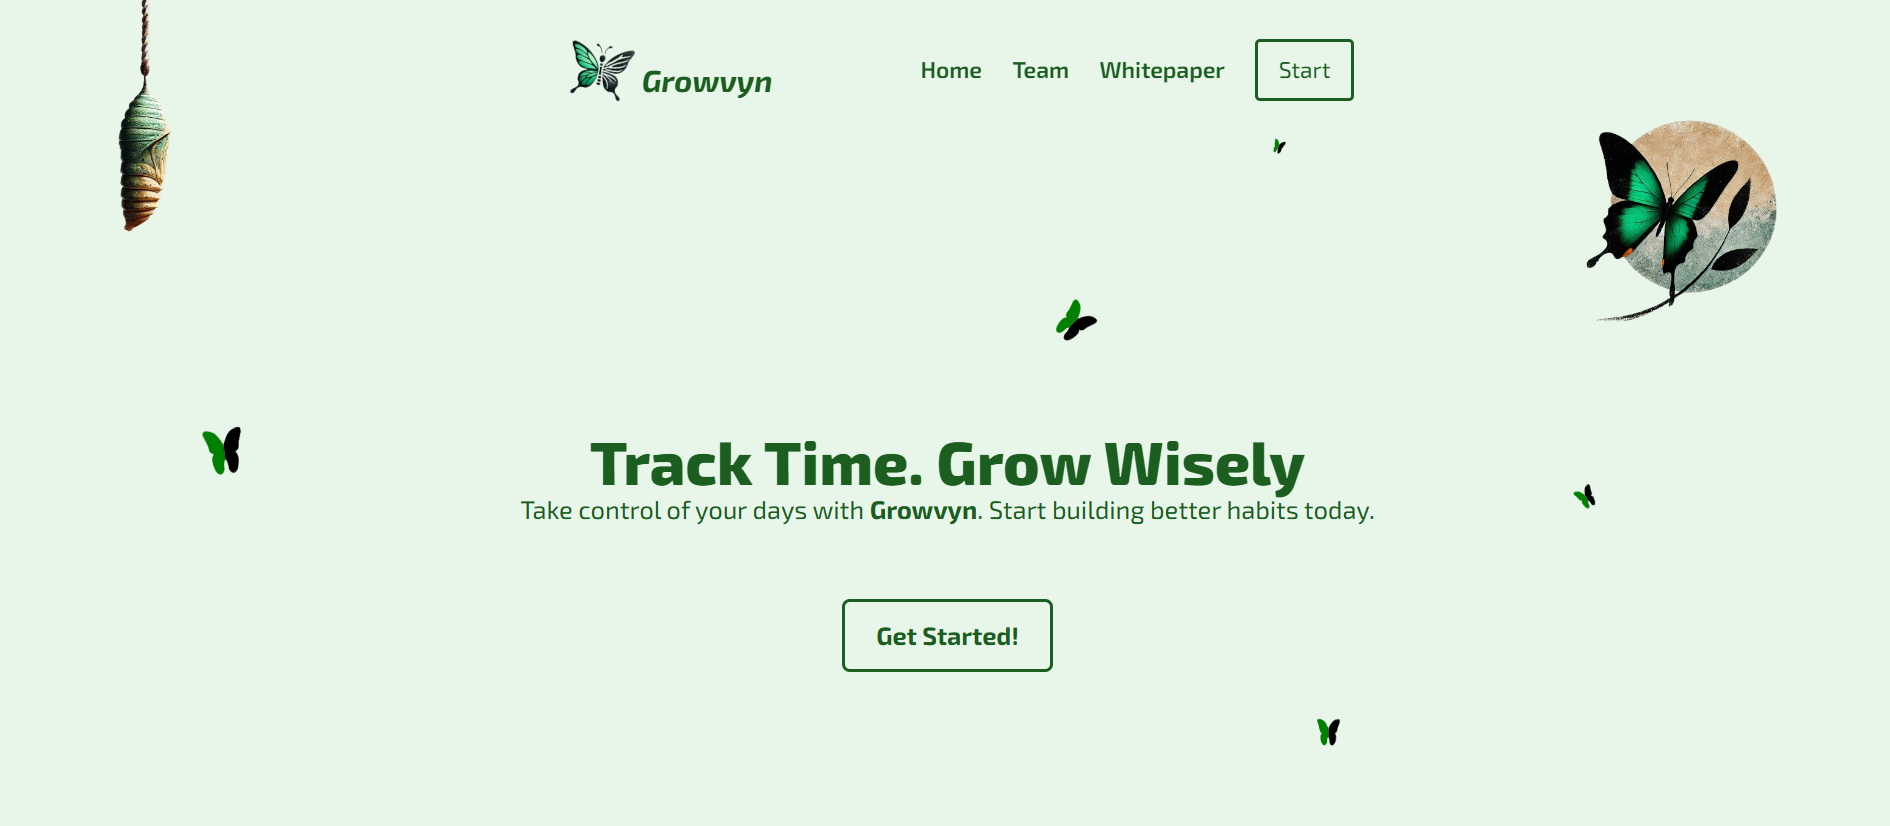 Growvyn
Home Team Whitepaper Start
Track Time. Grow Wisely
Take control of your days with Growvyn. Start building better habits today.
Get Started!